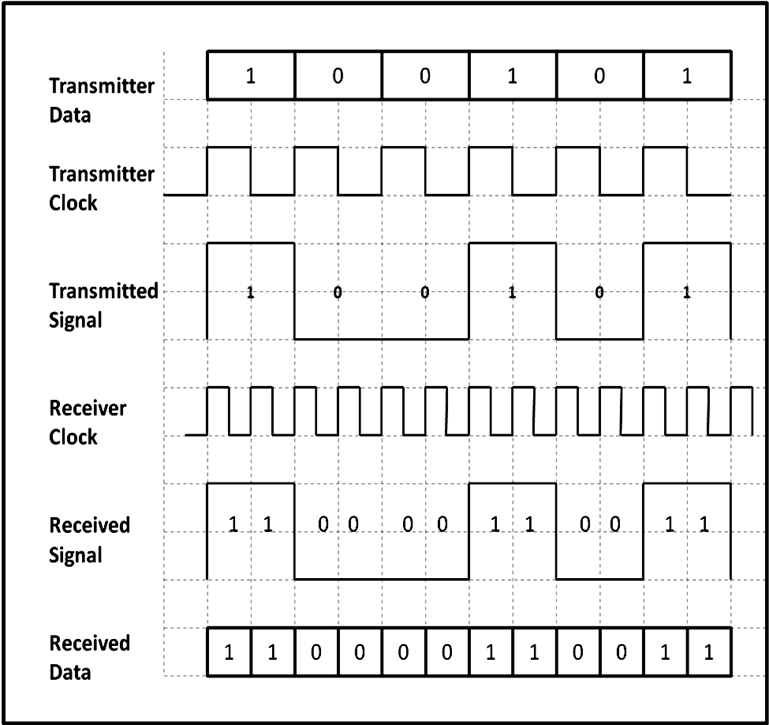 Transmitter
Data
1 0 0 1 0 1
Transmitter
Clock
Transmitted
Signal
1 0 0 1 0 1
Receiver
Clock
Received
Signal
1 1 0 0 0 0 1 1 0 0 1 1
Received
Data
1 1 0 0 0 0 1 1 0 0 1 1